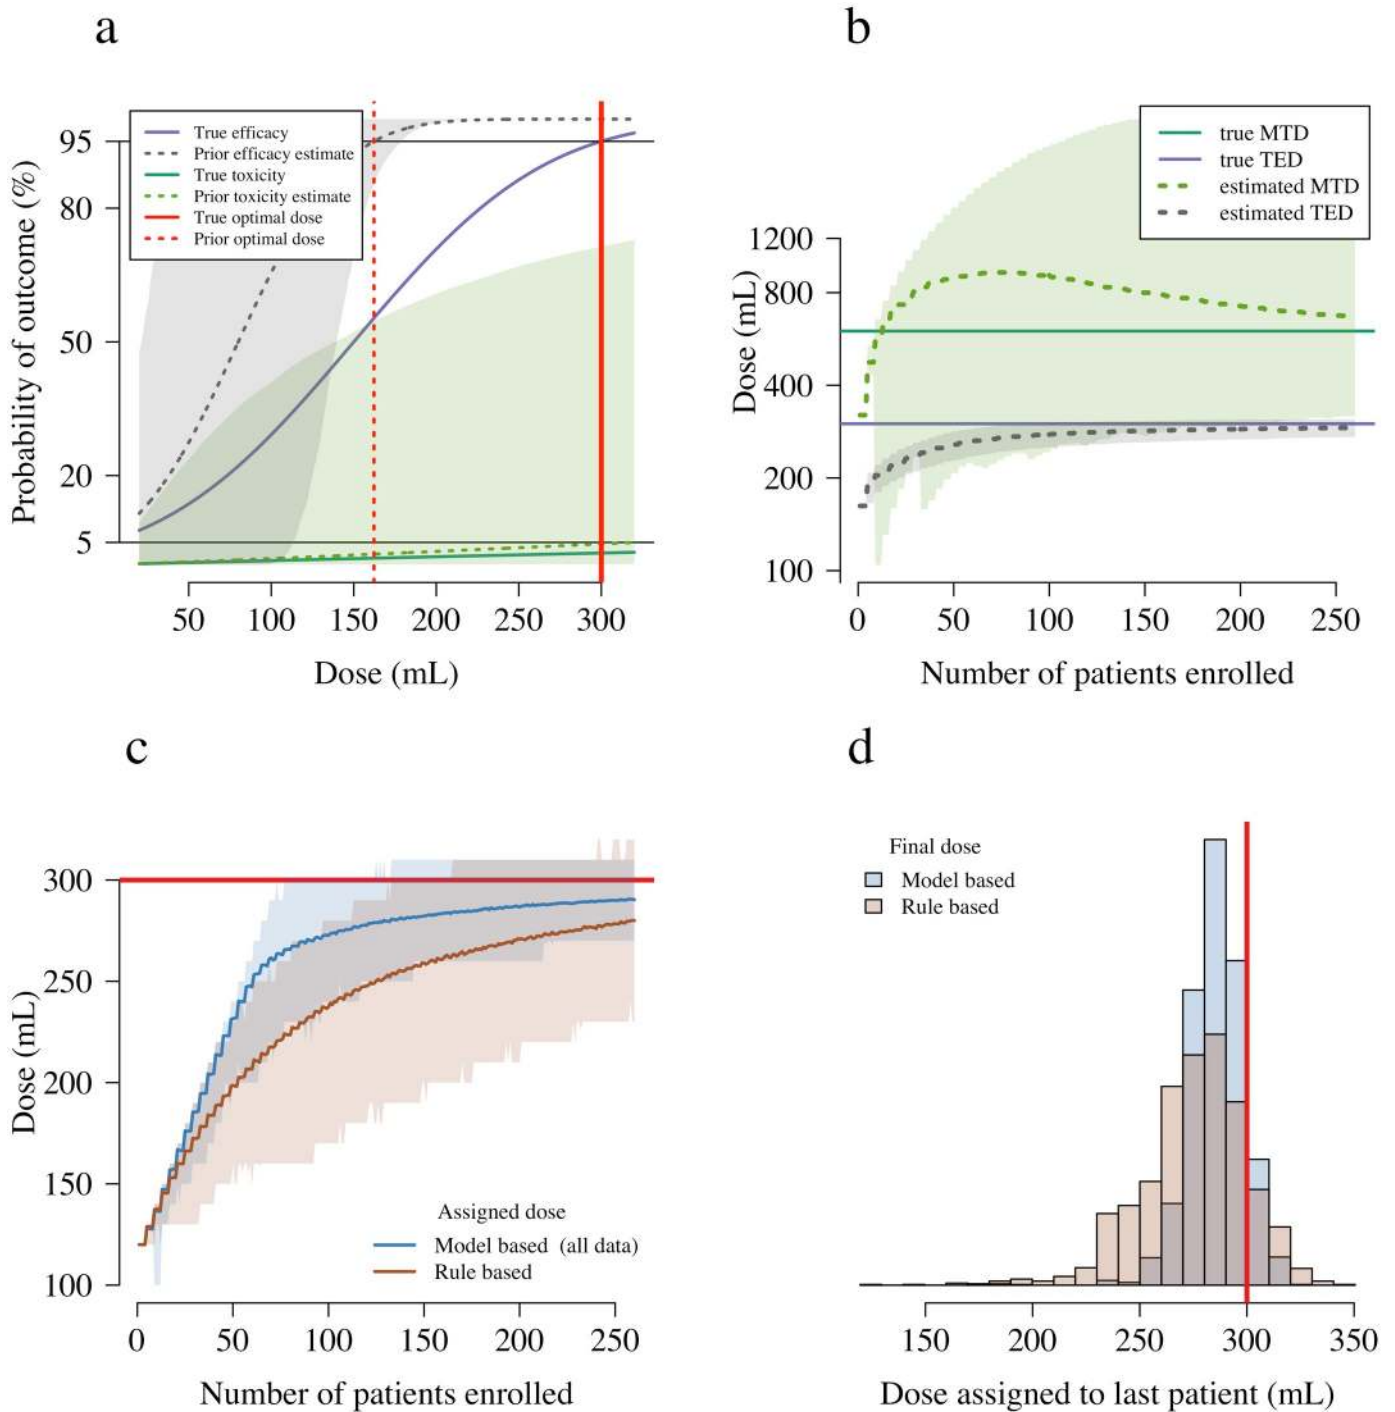 a
Probability of outcome (%)
95
80
50
20
5
True efficacy
Prior efficacy estimate
True toxicity
Prior toxicity estimate
True optimal dose
Prior optimal dose
50 100 150 200 250 300
Dose (mL)
b
Dose (mL)
1200
800
400
200
100
true MTD
true TED
estimated MTD
estimated TED
0 50 100 150 200 250
Number of patients enrolled
c
Dose (mL)
300
250
200
150
100
Assigned dose
Model based (all data)
Rule based
0 50 100 150 200 250
Number of patients enrolled
d
Final dose
Model based
Rule based
150 200 250 300 350
Dose assigned to last patient (mL)